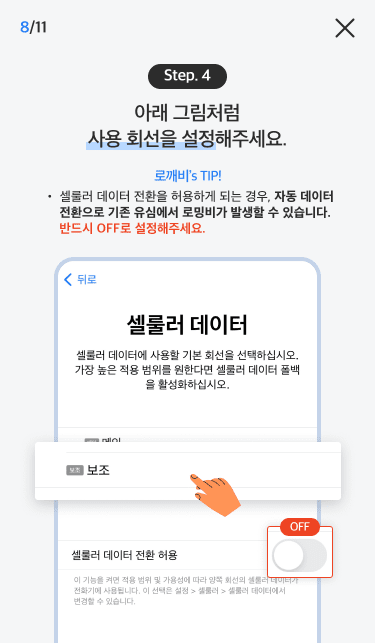 8/11
Step. 4
아래 그림처럼
사용 회선을 설정해주세요.
로깨비's TIP!
• 셀룰러 데이터 전환을 허용하게 되는 경우, 자동 데이터
전환으로 기존 유심에서 로밍비가 발생할 수 있습니다.
반드시 OFF로 설정해주세요.
뒤로
셀룰러 데이터
셀룰러 데이터에 사용할 기본 회선을 선택하십시오.
가장 높은 적용 범위를 원한다면 셀룰러 데이터 폴백
을 활성화하십시오.
보조 보조
OFF
셀룰러 데이터 전환 허용
이 기능을 켜면 적용 범위 및 가용성에 따라 양쪽 회선의 셀룰러 데이터가
전화기에 사용됩니다. 이 선택은 설정 > 셀룰러 > 셀룰러 데이터에서
변경할 수 있습니다.